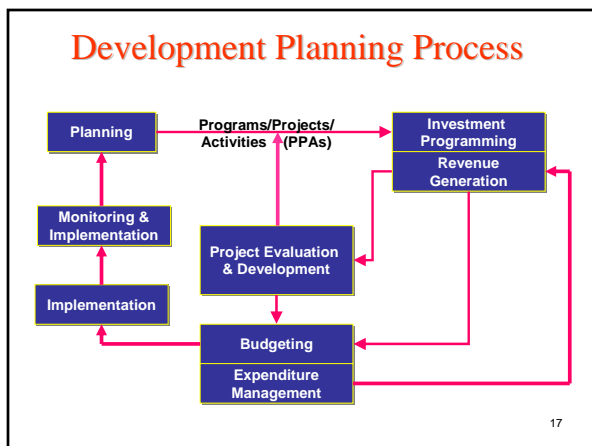 Development Planning Process
Planning
Programs/Projects/
Activities (PPAs)
Investment
Programming
Revenue
Generation
Monitoring &
Implementation
Project Evaluation
& Development
Implementation
Budgeting
Expenditure
Management
17